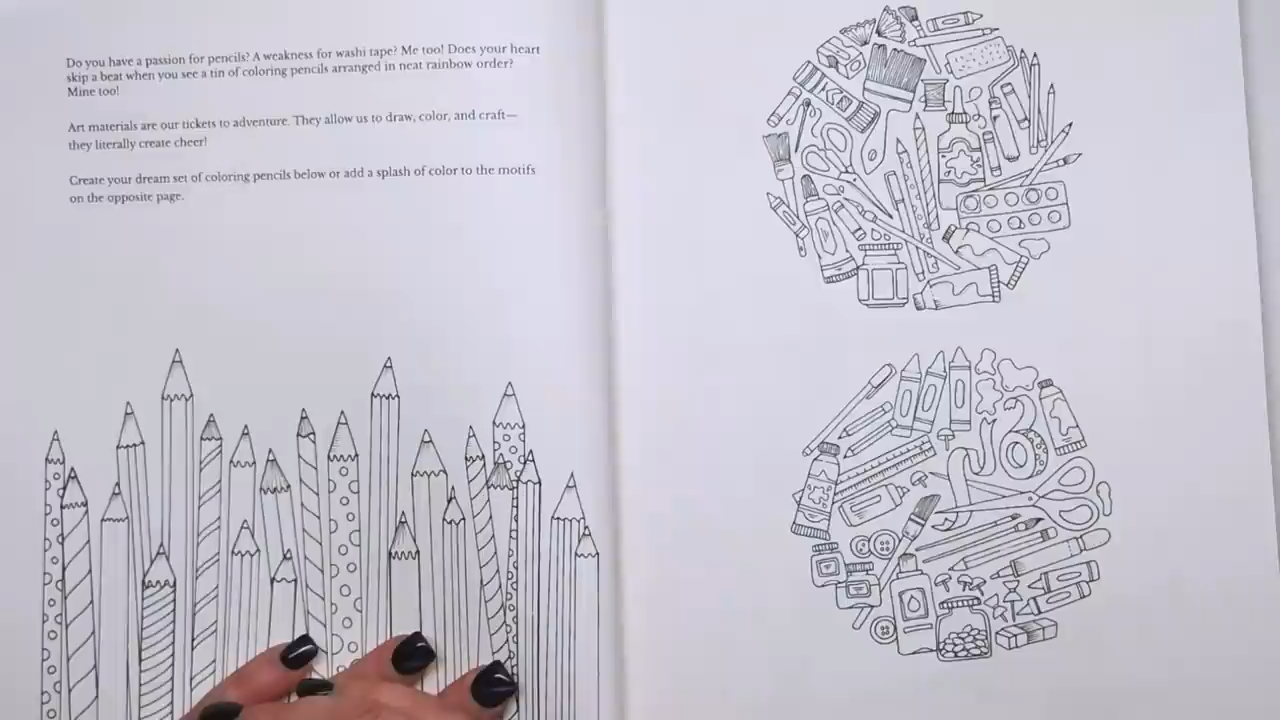 Do you have a passion for pencils? A weakness for washi tape? Me too! Does your heart
skip a beat when you see a tin of coloring pencils arranged in neat rainbow order?
Mine too!
Art materials are our tickets to adventure. They allow us to draw, color, and craft—
they literally create cheer!
Create your dream set of coloring pencils below or add a splash of color to the motifs
on the opposite page.